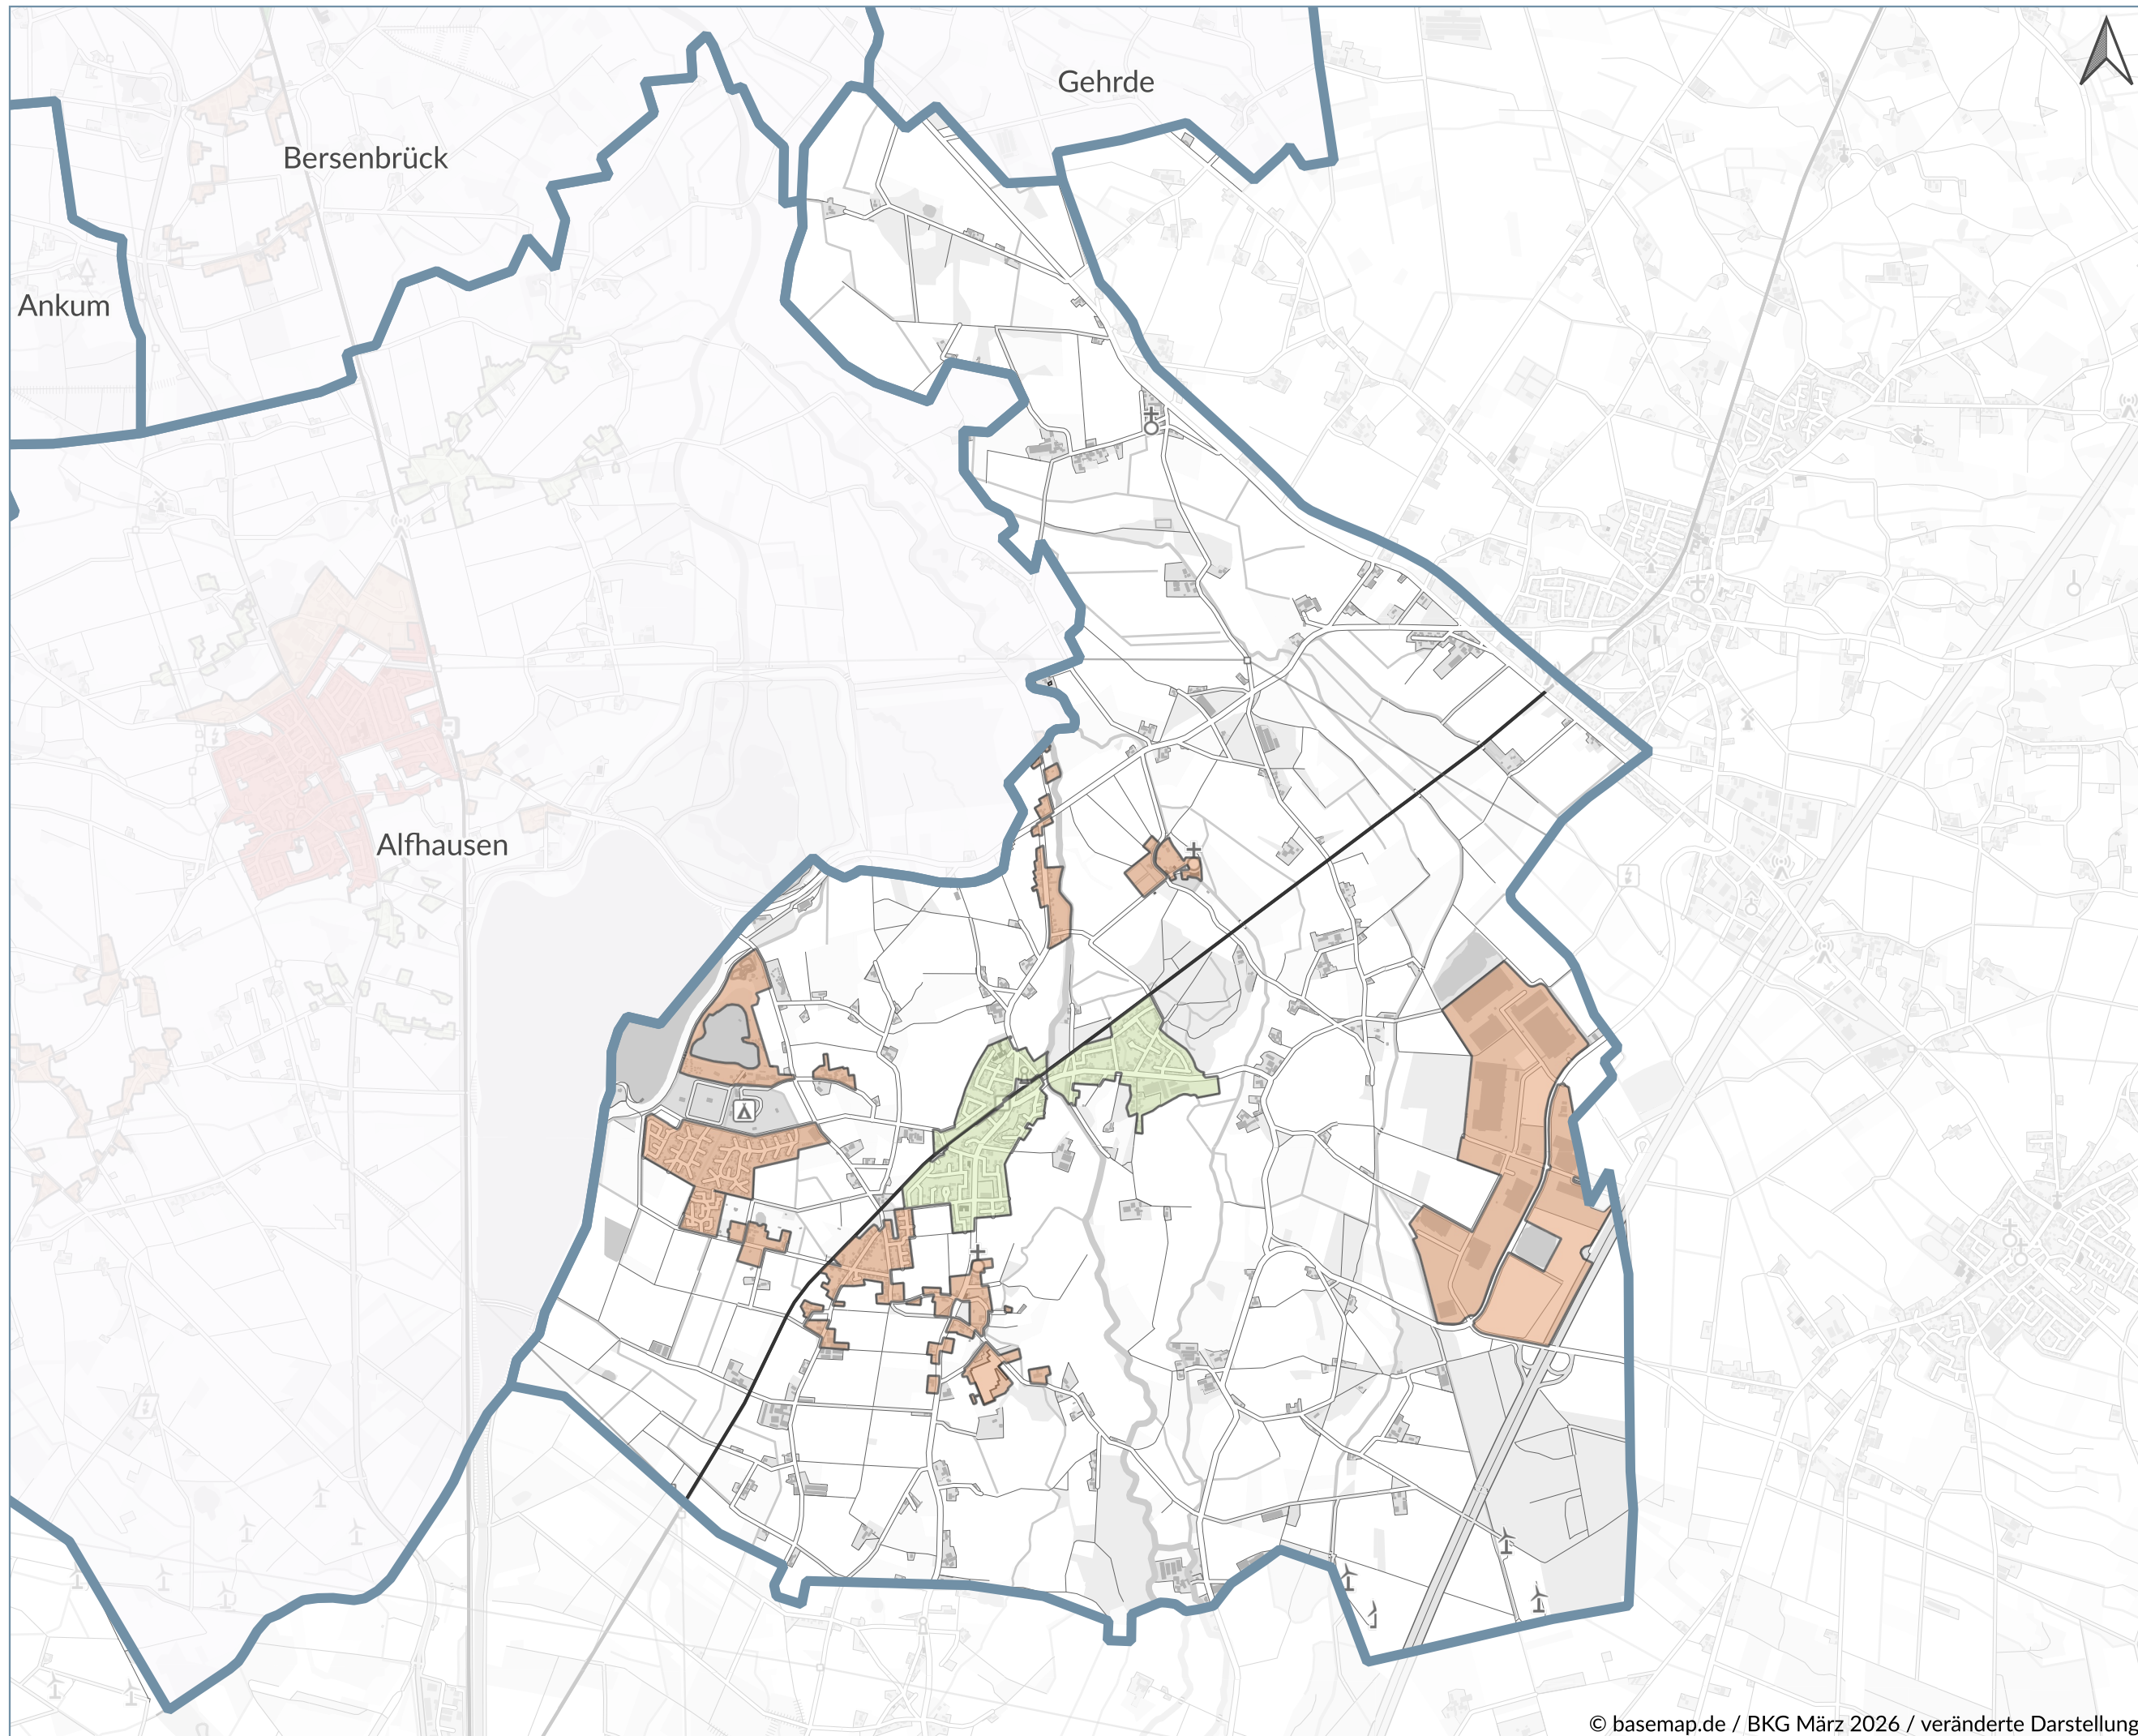 Gehrde
Bersenbrück
Ankum
Alfhausen
© basemap.de / BKG März 2026 / veränderte Darstellung